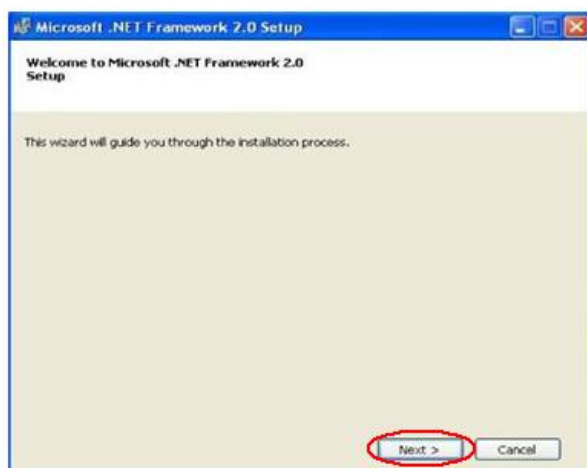 Microsoft .NET Framework 2.0 Setup
Welcome to Microsoft .NET Framework 2.0
Setup
This wizard will guide you through the installation process.
Next > Cancel